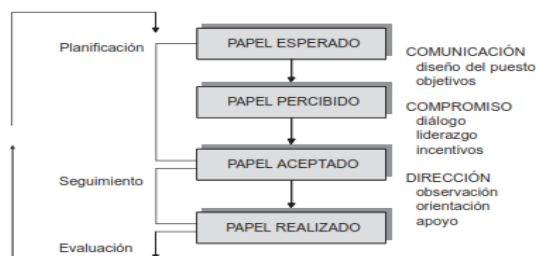 Planificación
PAPEL ESPERADO
COMUNICACIÓN
diseño del puesto
objetivos
PAPEL PERCIBIDO
COMPROMISO
diálogo
liderazgo
incentivos
PAPEL ACEPTADO
Seguimiento
DIRECCIÓN
observación
orientación
apoyo
PAPEL REALIZADO
Evaluación